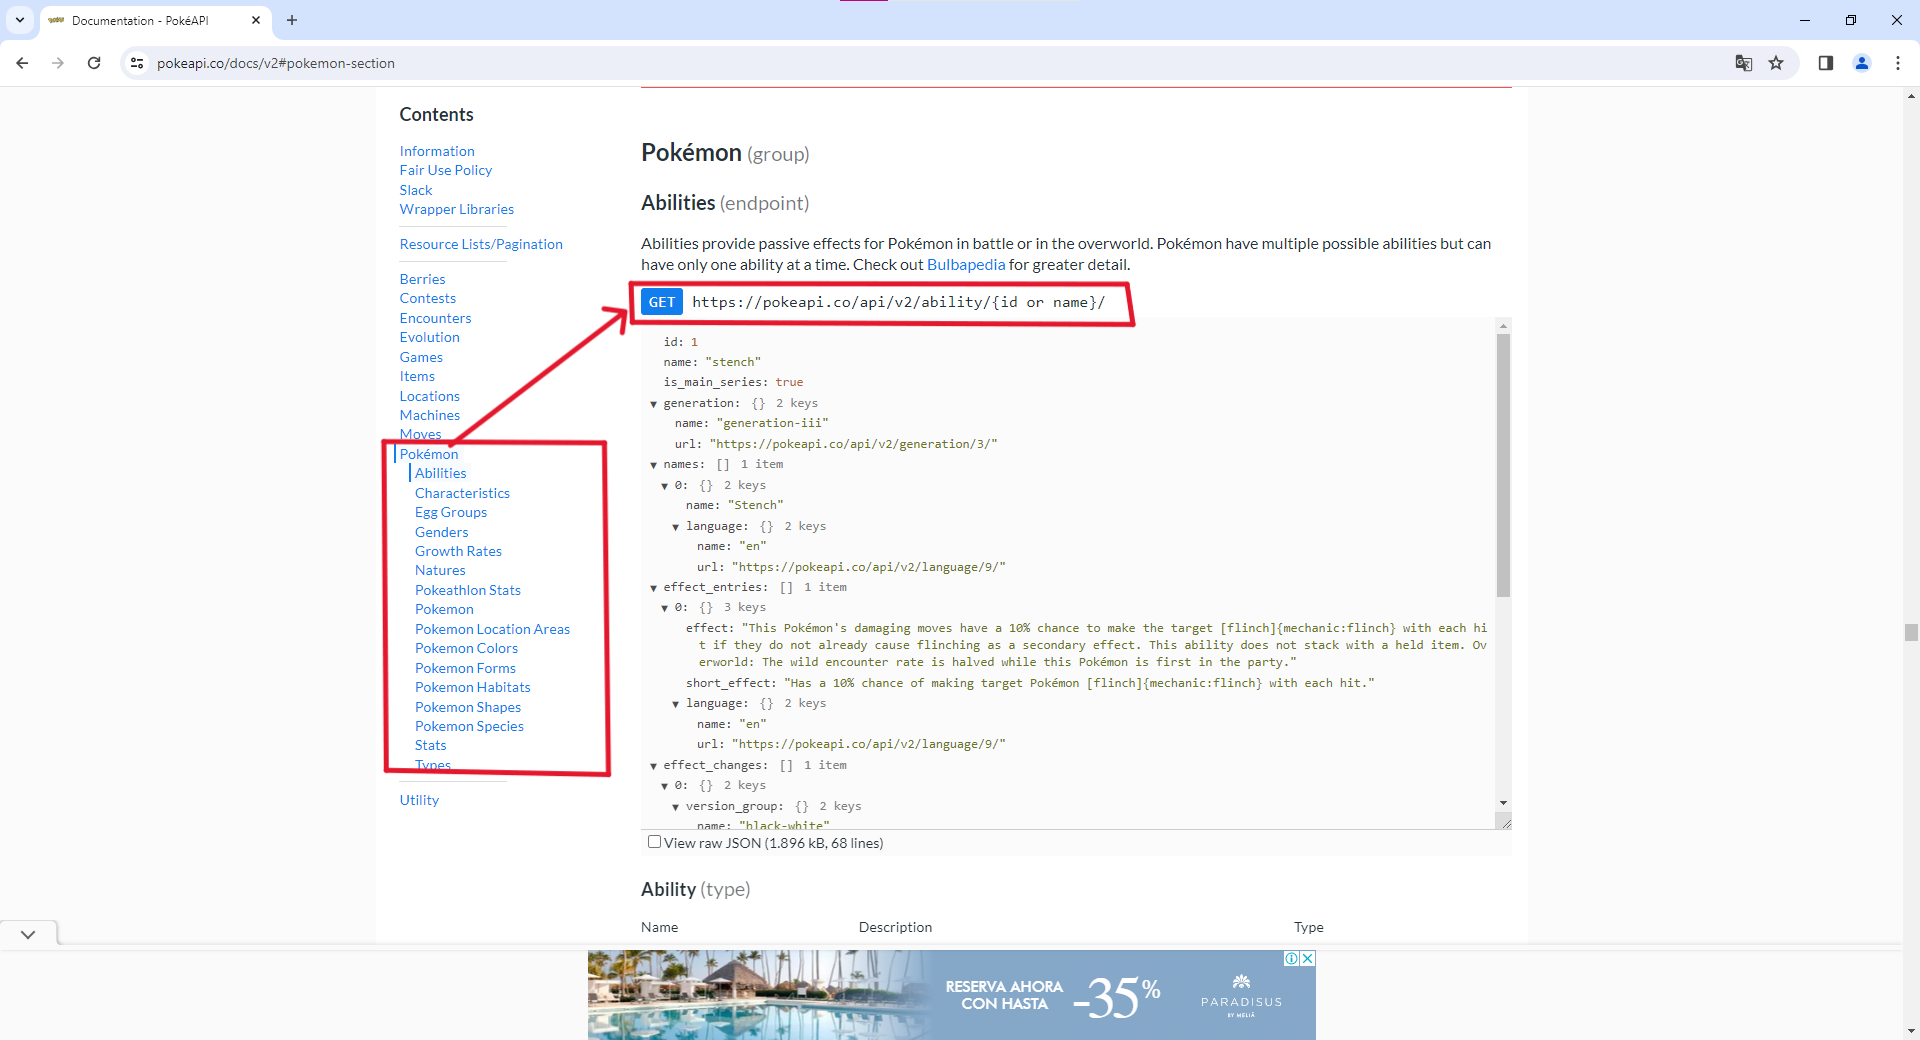 Documentation - PokéAPI
pokeapi.co/docs/v2#pokemon-section
Contents
Information
Fair Use Policy
Slack
Wrapper Libraries
Resource Lists/Pagination
Berries
Contests
Encounters
Evolution
Games
Items
Locations
Machines
Moves
Pokémon
Abilities
Characteristics
Egg Groups
Genders
Growth Rates
Natures
Pokeathlon Stats
Pokemon
Pokemon Location Areas
Pokemon Colors
Pokemon Forms
Pokemon Habitats
Pokemon Shapes
Pokemon Species
Stats
Types
Utility
Pokémon (group)
Abilities (endpoint)
Abilities provide passive effects for Pokémon in battle or in the overworld. Pokémon have multiple possible abilities but can
have only one ability at a time. Check out Bulbapedia for greater detail.
GET https://pokeapi.co/api/v2/ability/{id or name}/
id: 1
name: "stench"
is_main_series: true
generation: {} 2 keys
name: "generation-iii"
url: "https://pokeapi.co/api/v2/generation/3/"
names: [] 1 item
0: {} 2 keys
name: "Stench"
language: {} 2 keys
name: "en"
url: "https://pokeapi.co/api/v2/language/9/"
effect_entries: [] 1 item
0: {} 3 keys
effect: "This Pokémon's damaging moves have a 10% chance to make the target [flinch]{mechanic:flinch} with each hi
t if they do not already cause flinching as a secondary effect. This ability does not stack with a held item. Ov
erworld: The wild encounter rate is halved while this Pokémon is first in the party."
short_effect: "Has a 10% chance of making target Pokémon [flinch]{mechanic:flinch} with each hit."
language: {} 2 keys
name: "en"
url: "https://pokeapi.co/api/v2/language/9/"
effect_changes: [] 1 item
0: {} 2 keys
version_group: {} 2 keys
name: "black-white"
View raw JSON (1.896 kB, 68 lines)
Ability (type)
Name Description Type
RESERVA AHORA
CON HASTA
-35%
PARADISUS
BY MELIÁ